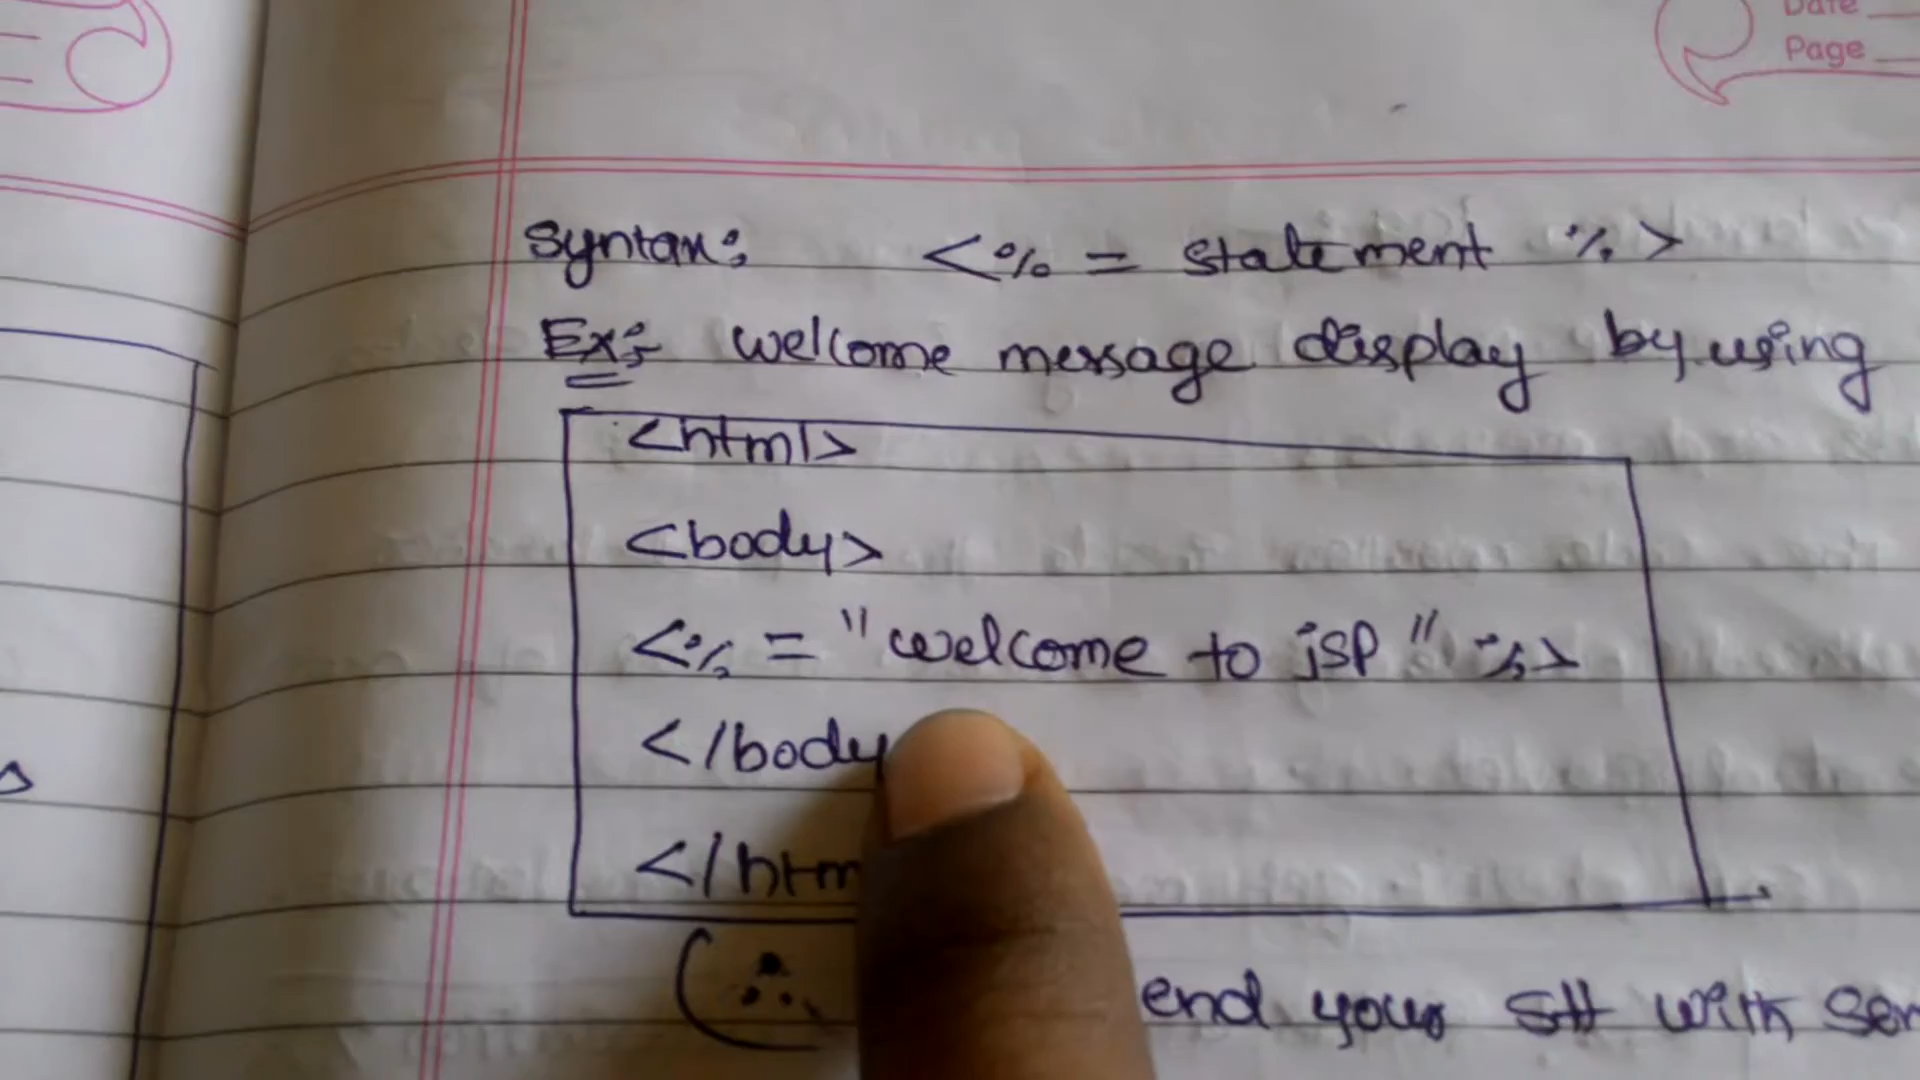 Date
Page
Syntax: <% = statement %>
Ex:- welcome message display by using
<html>
<body>
<% = "welcome to jsp" %>
</body
</htm
end your stt with